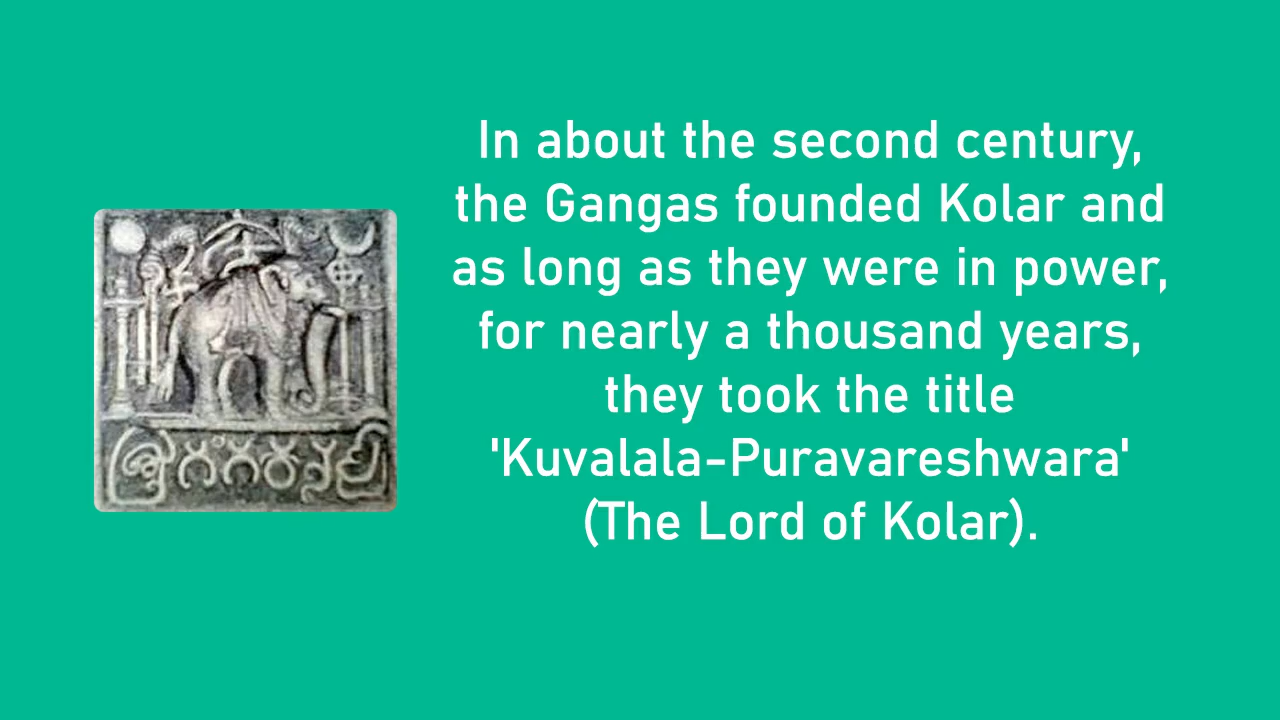 In about the second century,
the Gangas founded Kolar and
as long as they were in power,
for nearly a thousand years,
they took the title
'Kuvalala-Puravareshwara'
(The Lord of Kolar).